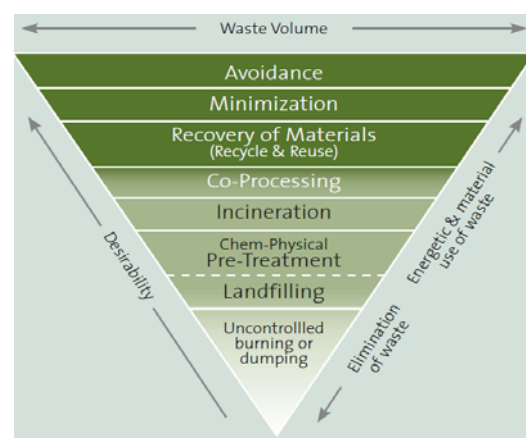 Waste Volume
Avoidance
Minimization
Recovery of Materials
(Recycle & Reuse)
Co-Processing
Incineration
Chem-Physical
Pre-Treatment
Landfilling
Uncontrollled
burning or
dumping
Desirability
Energetic & material
use of waste
Elimination
of waste